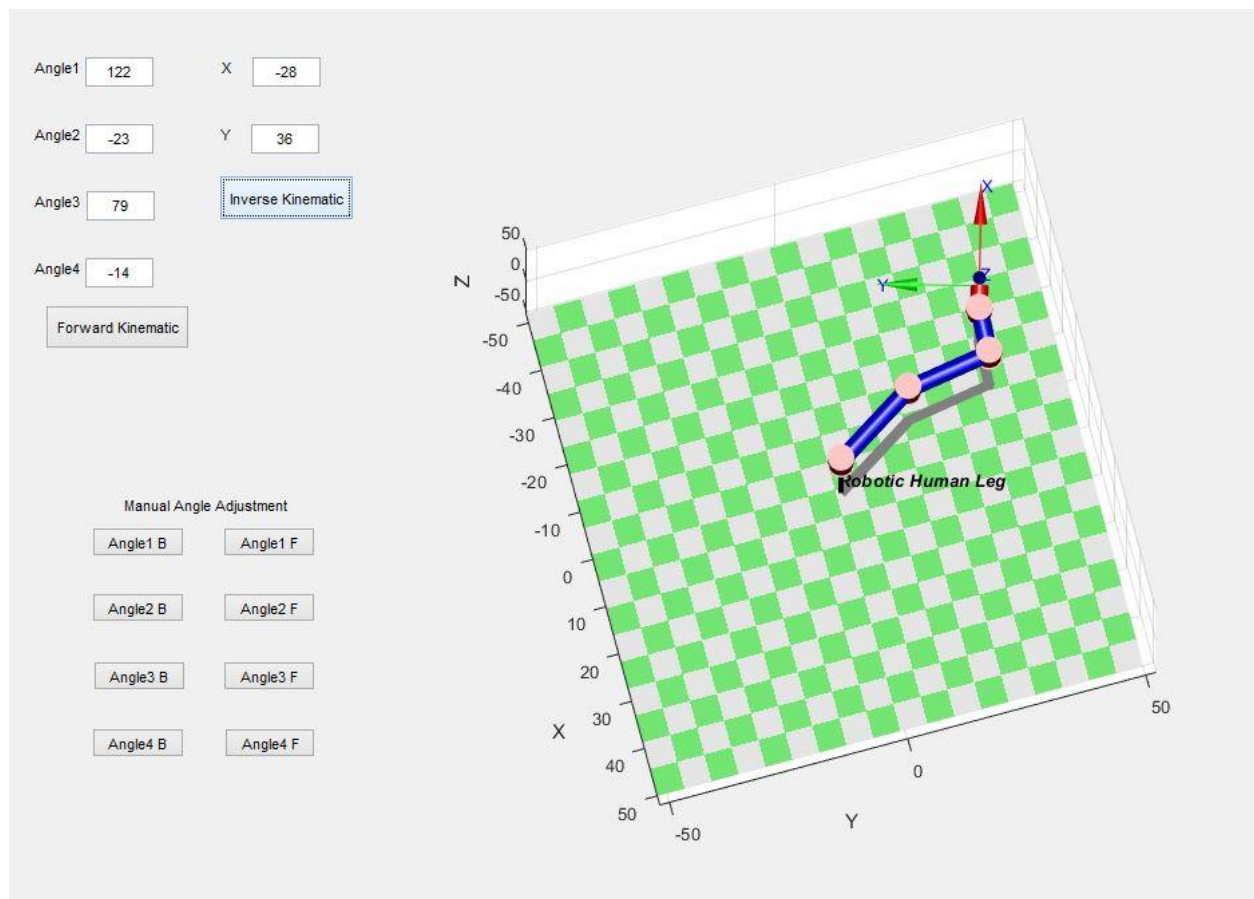 Angle1 122 X -28
Angle2 -23 Y 36
Angle3 79 Inverse Kinematic
Angle4 -14
Forward Kinematic
Manual Angle Adjustment
Angle1 B Angle1 F
Angle2 B Angle2 F
Angle3 B Angle3 F
Angle4 B Angle4 F
Z
50
0
-50
-50
-40
-30
-20
-10
0
10
20
30
40
50
X
-50
0
50
Y
X
Y
Z
Robotic Human Leg